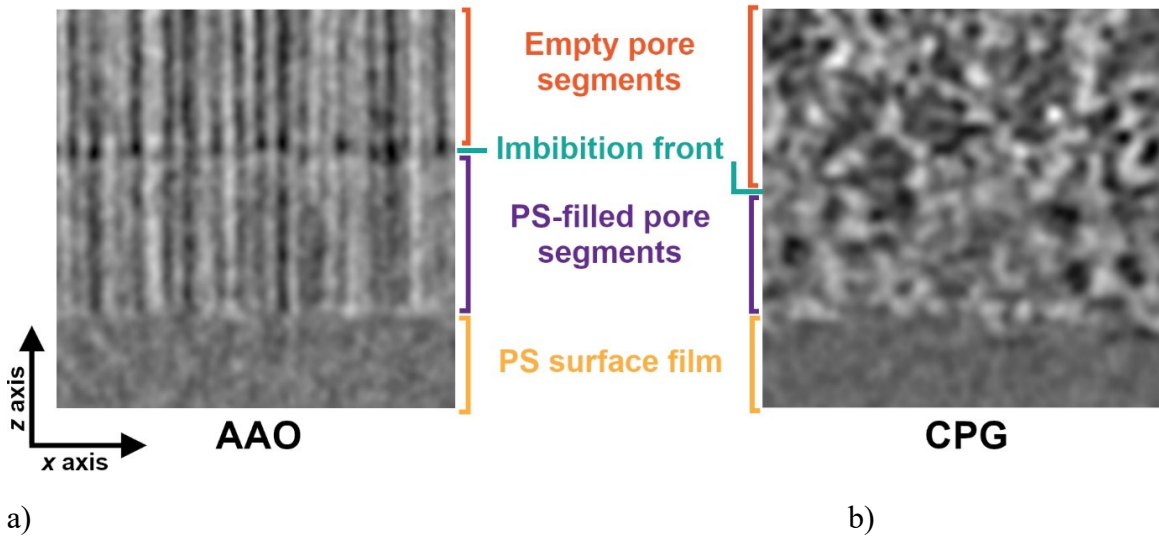 Empty pore
segments
Imbibition front
PS-filled pore
segments
PS surface film
z axis
x axis
AAO
CPG
a)
b)